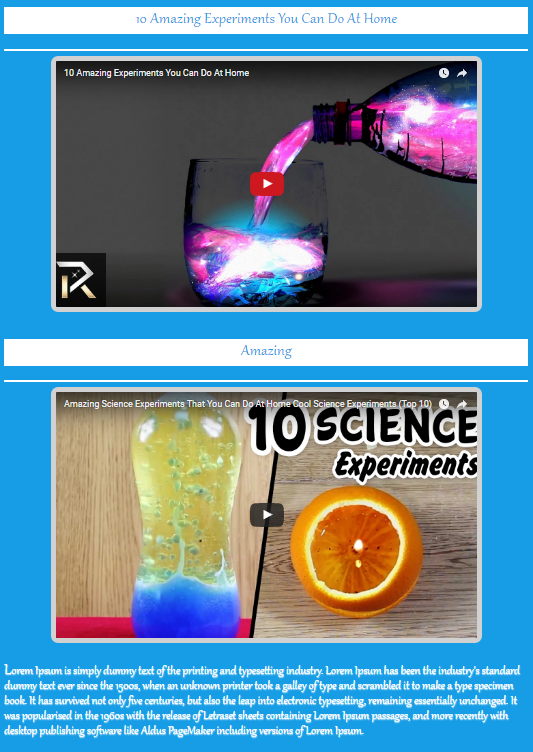 10 Amazing Experiments You Can Do At Home
10 Amazing Experiments You Can Do At Home
R
Amazing
Amazing Science Experiments That You Can Do At Home Cool Science Experiments (Top 10)
10 SCIENCE
Experiments
Lorem Ipsum is simply dummy text of the printing and typesetting industry. Lorem Ipsum has been the industry's standard
dummy text ever since the 1500s, when an unknown printer took a galley of type and scrambled it to make a type specimen
book. It has survived not only five centuries, but also the leap into electronic typesetting, remaining essentially unchanged. It
was popularised in the 1960s with the release of Letraset sheets containing Lorem Ipsum passages, and more recently with
desktop publishing software like Aldus PageMaker including versions of Lorem Ipsum.